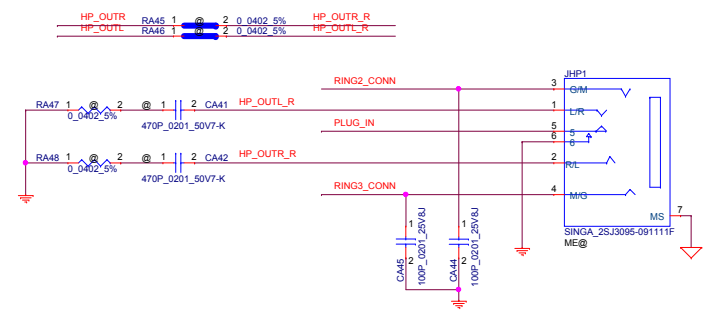 HP_OUTR RA45 1 @ 2 0_0402_5% HP_OUTR_R
HP_OUTL RA46 1 @ 2 0_0402_5% HP_OUTL_R
JHP1
RING2_CONN 3 G/M
RA47 1 @ 2 @ 1 2 CA41 HP_OUTL_R 1 L/R
0_0402_5%
470P_0201_50V7-K
PLUG_IN 5 5
6 6
RA48 1 @ 2 @ 1 2 CA42 HP_OUTR_R 2 R/L
0_0402_5%
470P_0201_50V7-K
RING3_CONN 4 M/G
MS 7
SINGA_2SJ3095-091111F
ME@
1 2 CA45 100P_0201_25V8J
1 2 CA44 100P_0201_25V8J